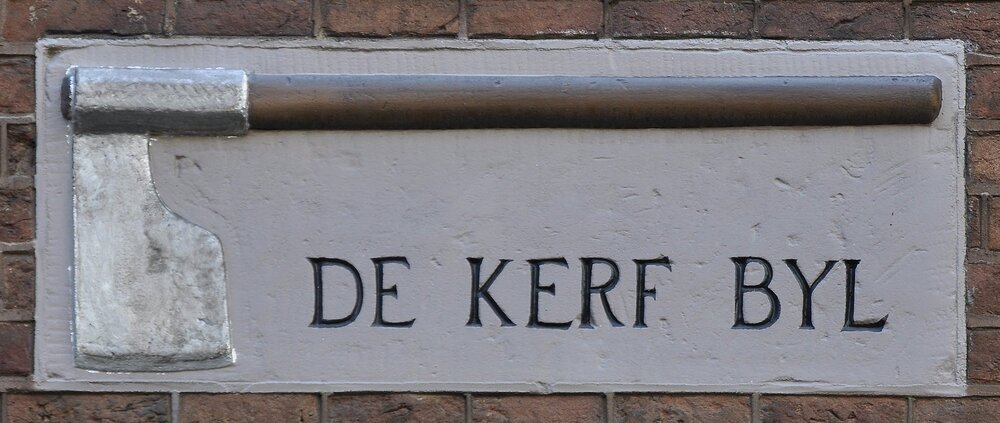 DE KERF BYL